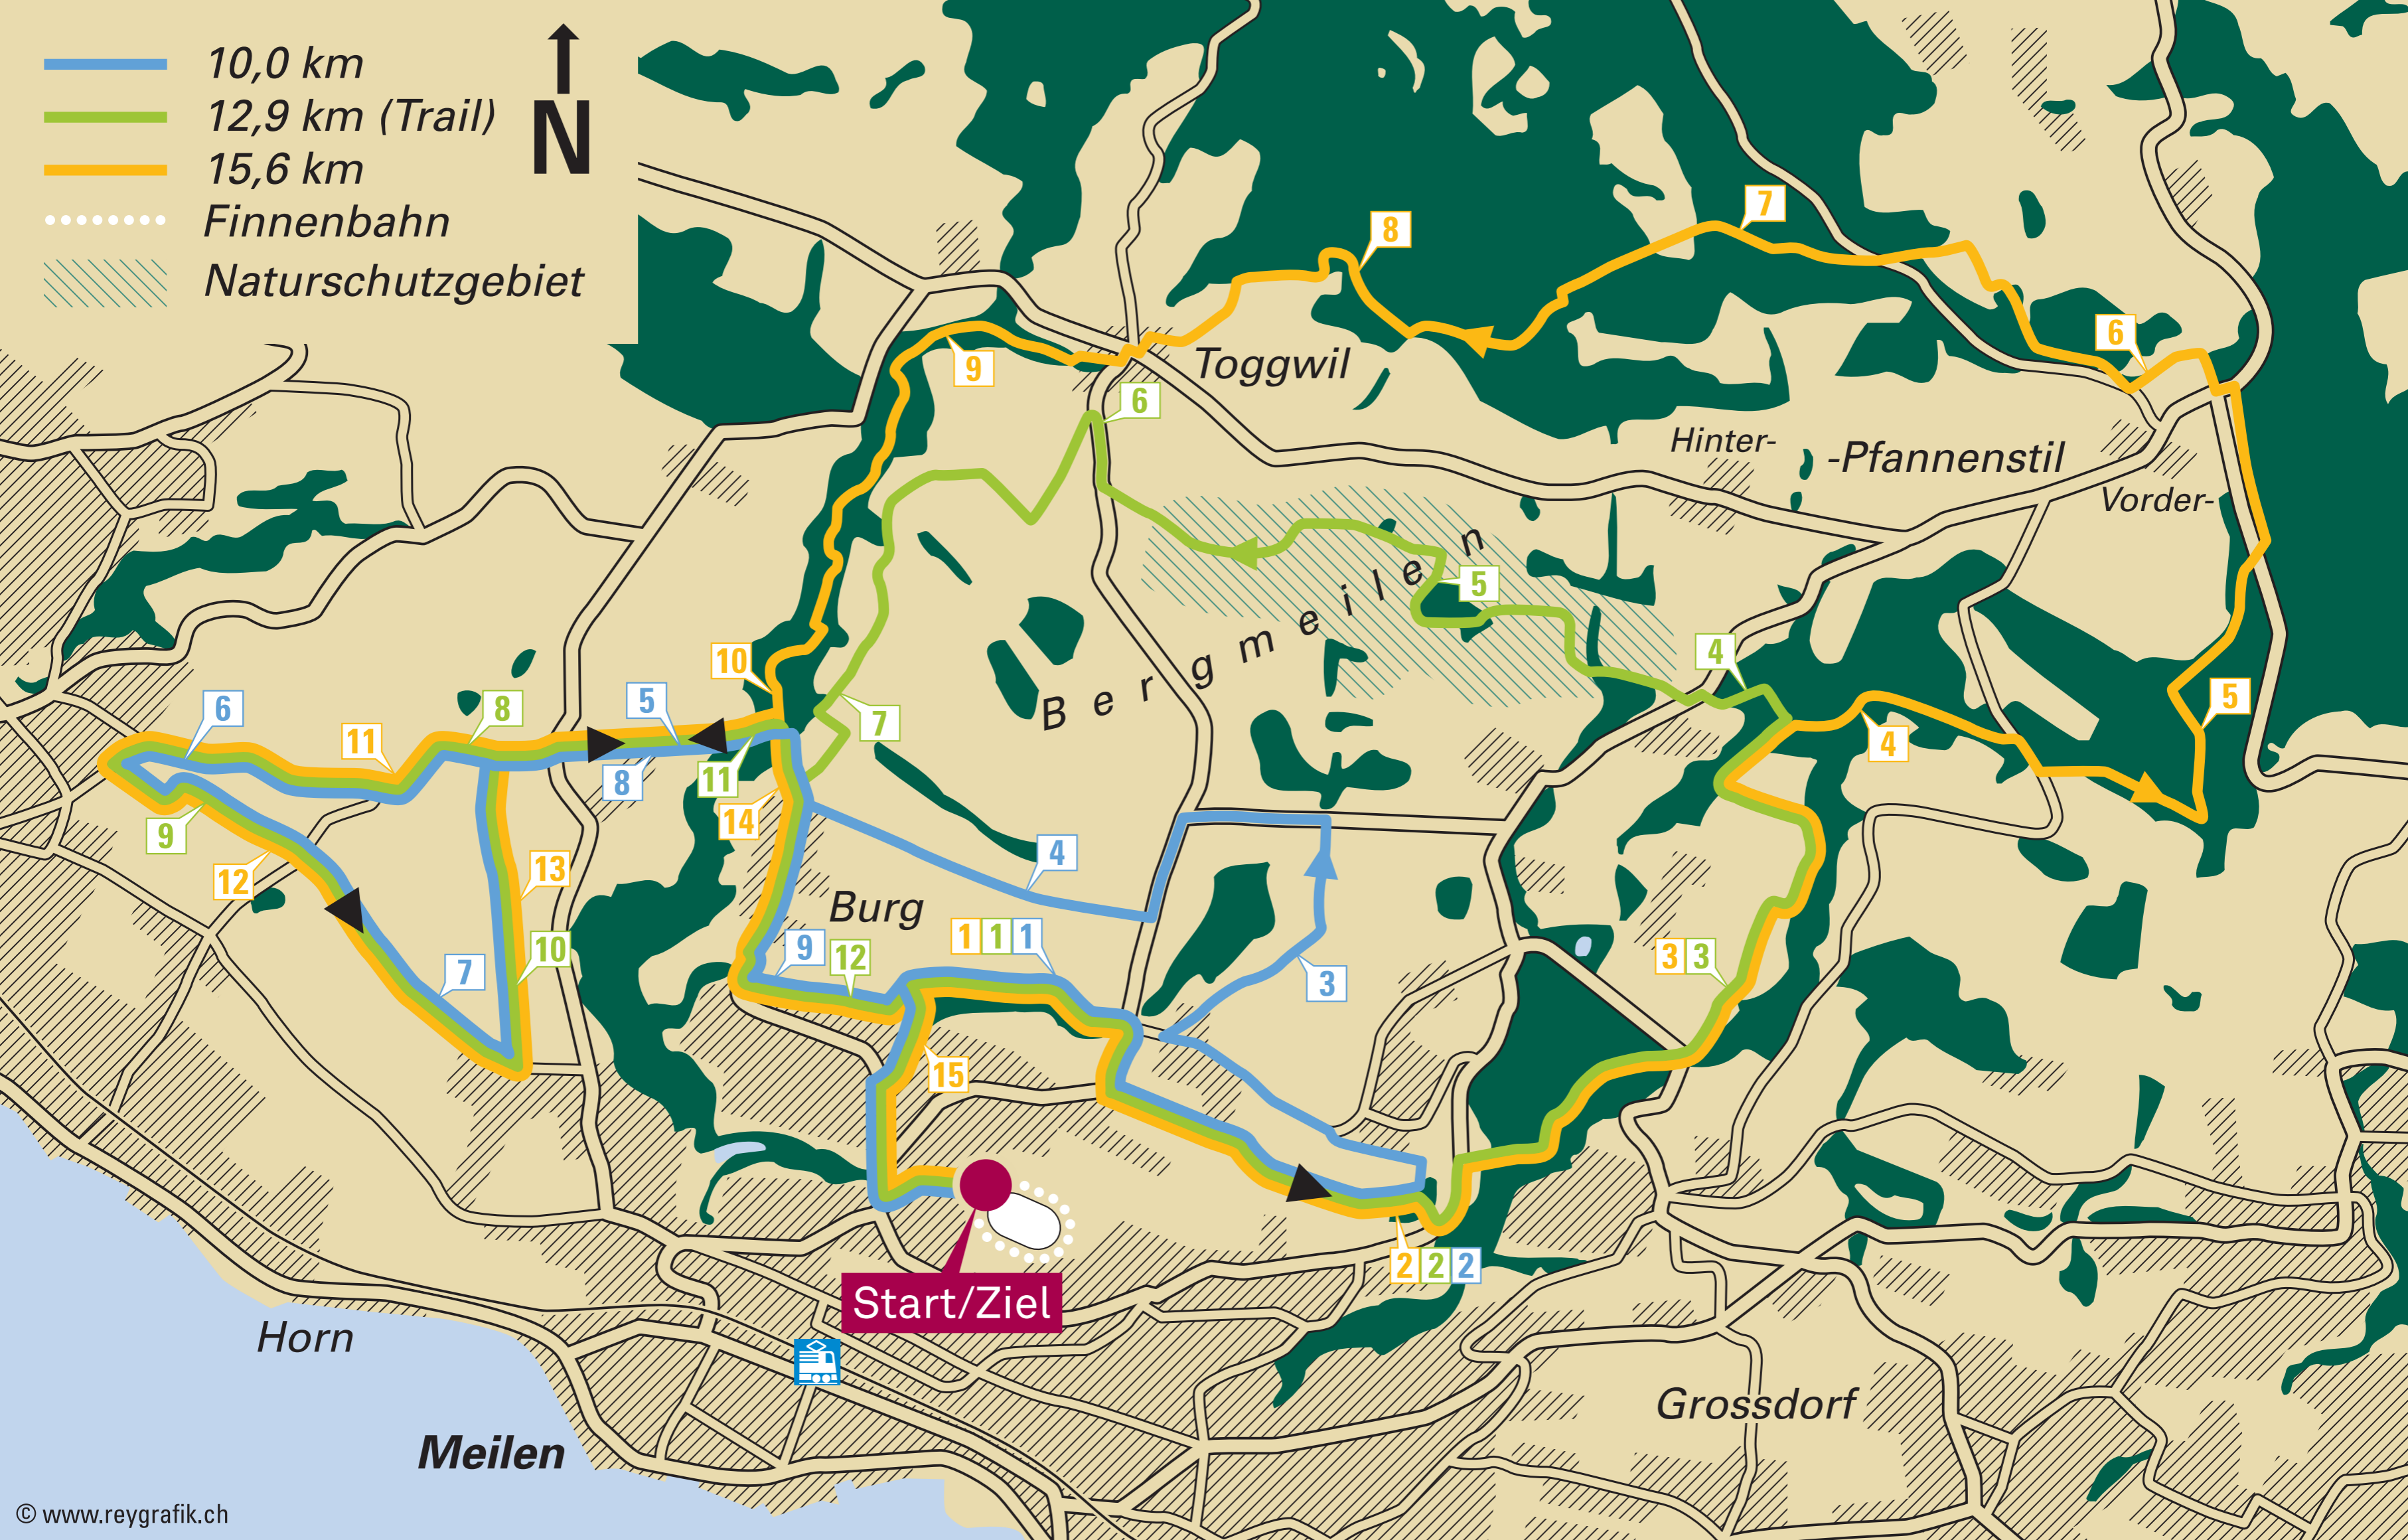 10,0 km
12,9 km (Trail)
15,6 km
Finnenbahn
Naturschutzgebiet
N
7
8
6
9
Toggwil
6
Hinter-
-Pfannenstil
Vorder-
Bergmeilen
5
4
10
5
6
8
7
5
11
4
8
11
14
9
12
13
4
Burg
1 1 1
9
12
10
7
3
3 3
15
2 2 2
Start/Ziel
Horn
Grossdorf
Meilen
© www.reygrafik.ch